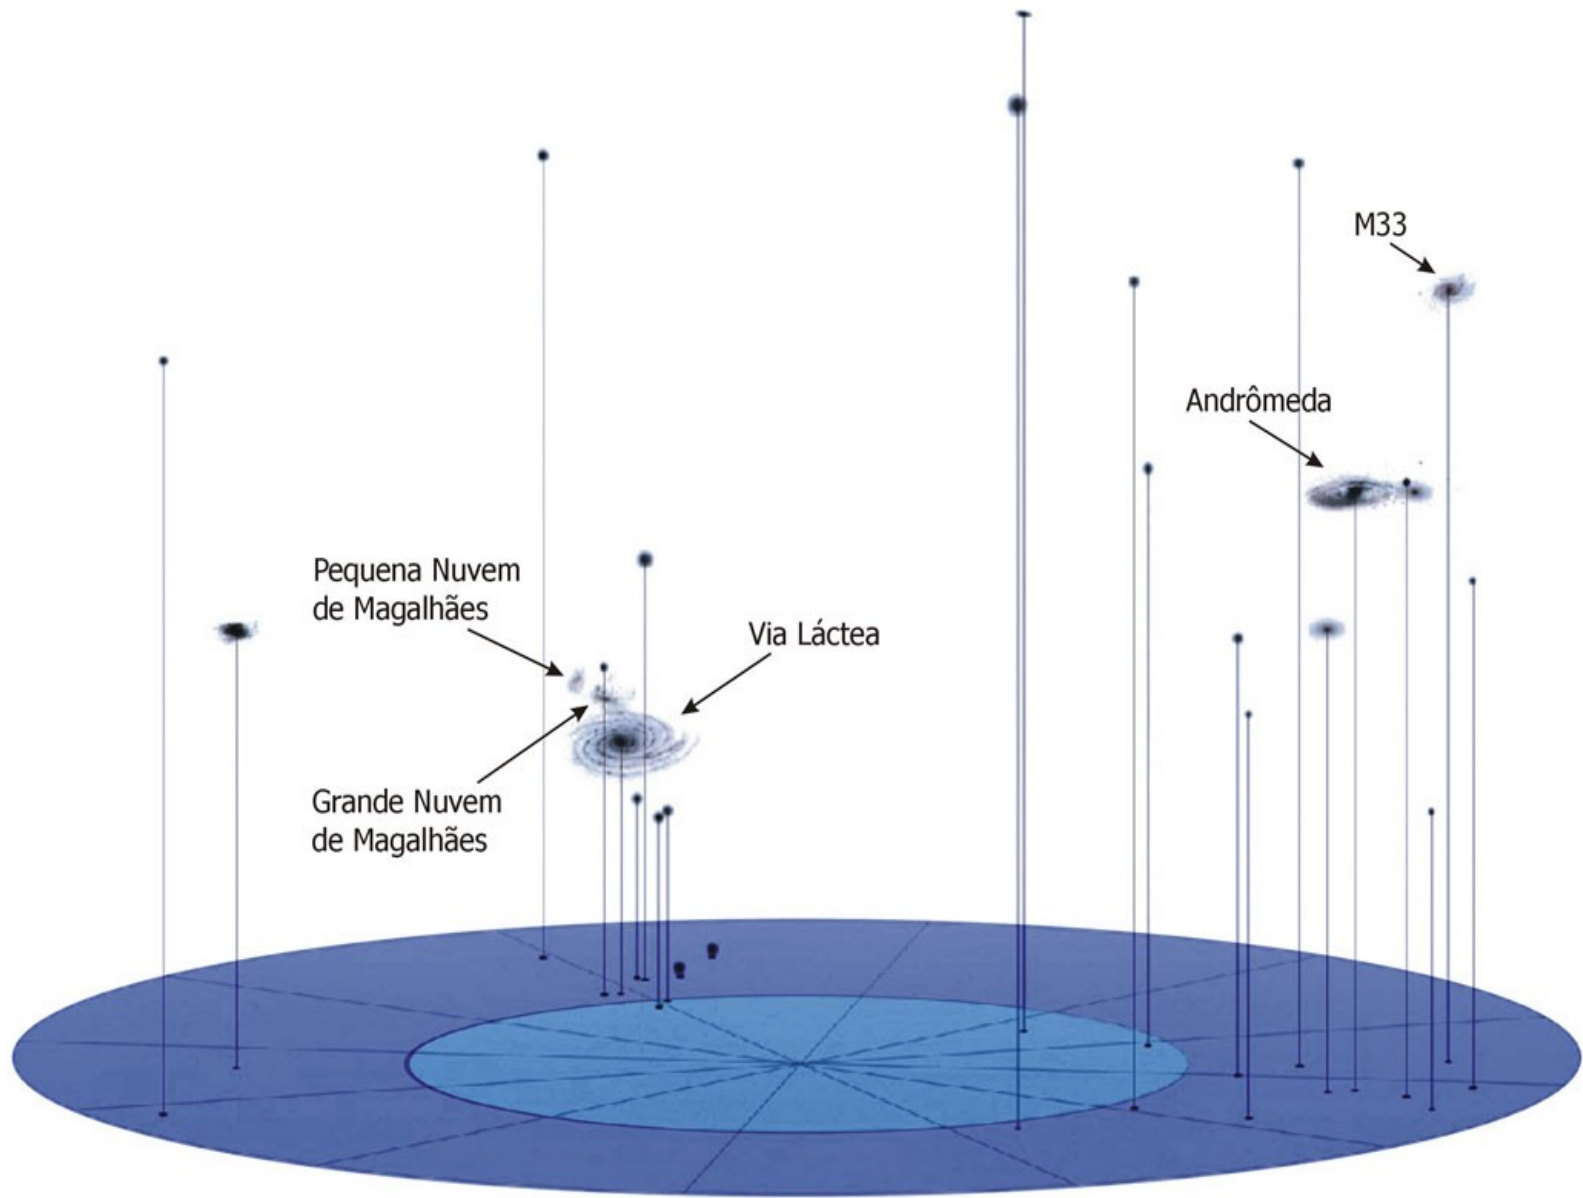 M33
Andrômeda
Pequena Nuvem
de Magalhães
Via Láctea
Grande Nuvem
de Magalhães